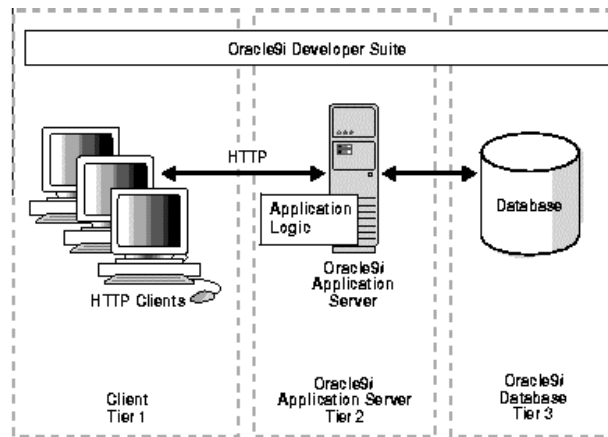 Oracle9i Developer Suite
HTTP
Application
Logic
Database
HTTP Clients
Oracle9i
Application
Server
Client
Tier 1
Oracle9i
Application Server
Tier 2
Oracle9i
Database
Tier 3